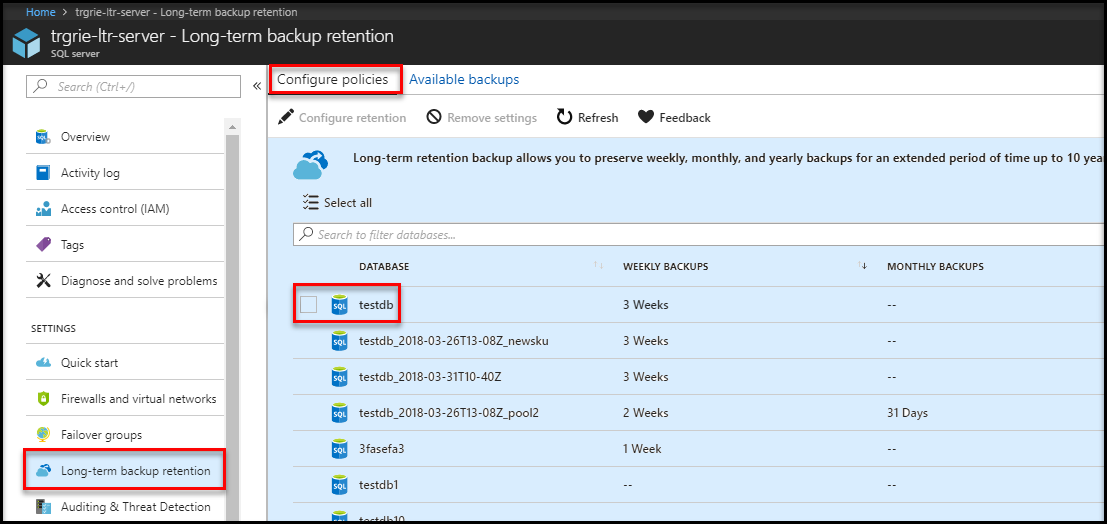 Home > trgrie-ltr-server - Long-term backup retention
trgrie-ltr-server - Long-term backup retention
SQL server
Search (Ctrl+/)
«
Overview
Activity log
Access control (IAM)
Tags
Diagnose and solve problems
SETTINGS
Quick start
Firewalls and virtual networks
Failover groups
Long-term backup retention
Auditing & Threat Detection
Configure policies Available backups
Configure retention Remove settings Refresh Feedback
Long-term retention backup allows you to preserve weekly, monthly, and yearly backups for an extended period of time up to 10
Select all
Search to filter databases...
DATABASE WEEKLY BACKUPS MONTHLY BACKUPS
SQL testdb 3 Weeks --
SQL testdb_2018-03-26T13-08Z_newsku 3 Weeks --
SQL testdb_2018-03-31T10-40Z 3 Weeks --
SQL testdb_2018-03-26T13-08Z_pool2 2 Weeks 31 Days
SQL 3fasefa3 1 Week --
SQL testdb1 -- --
testdb10